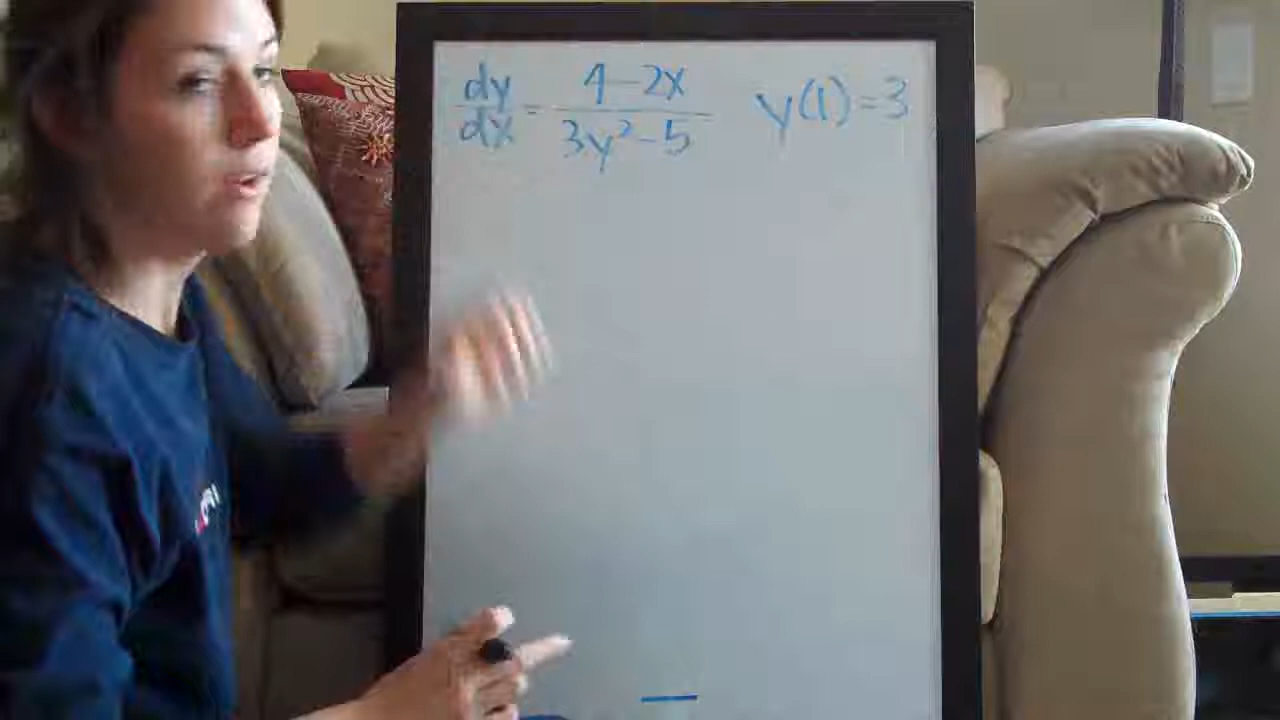 dy/dx = (4-2x)/(3y²-5) y(1)=3